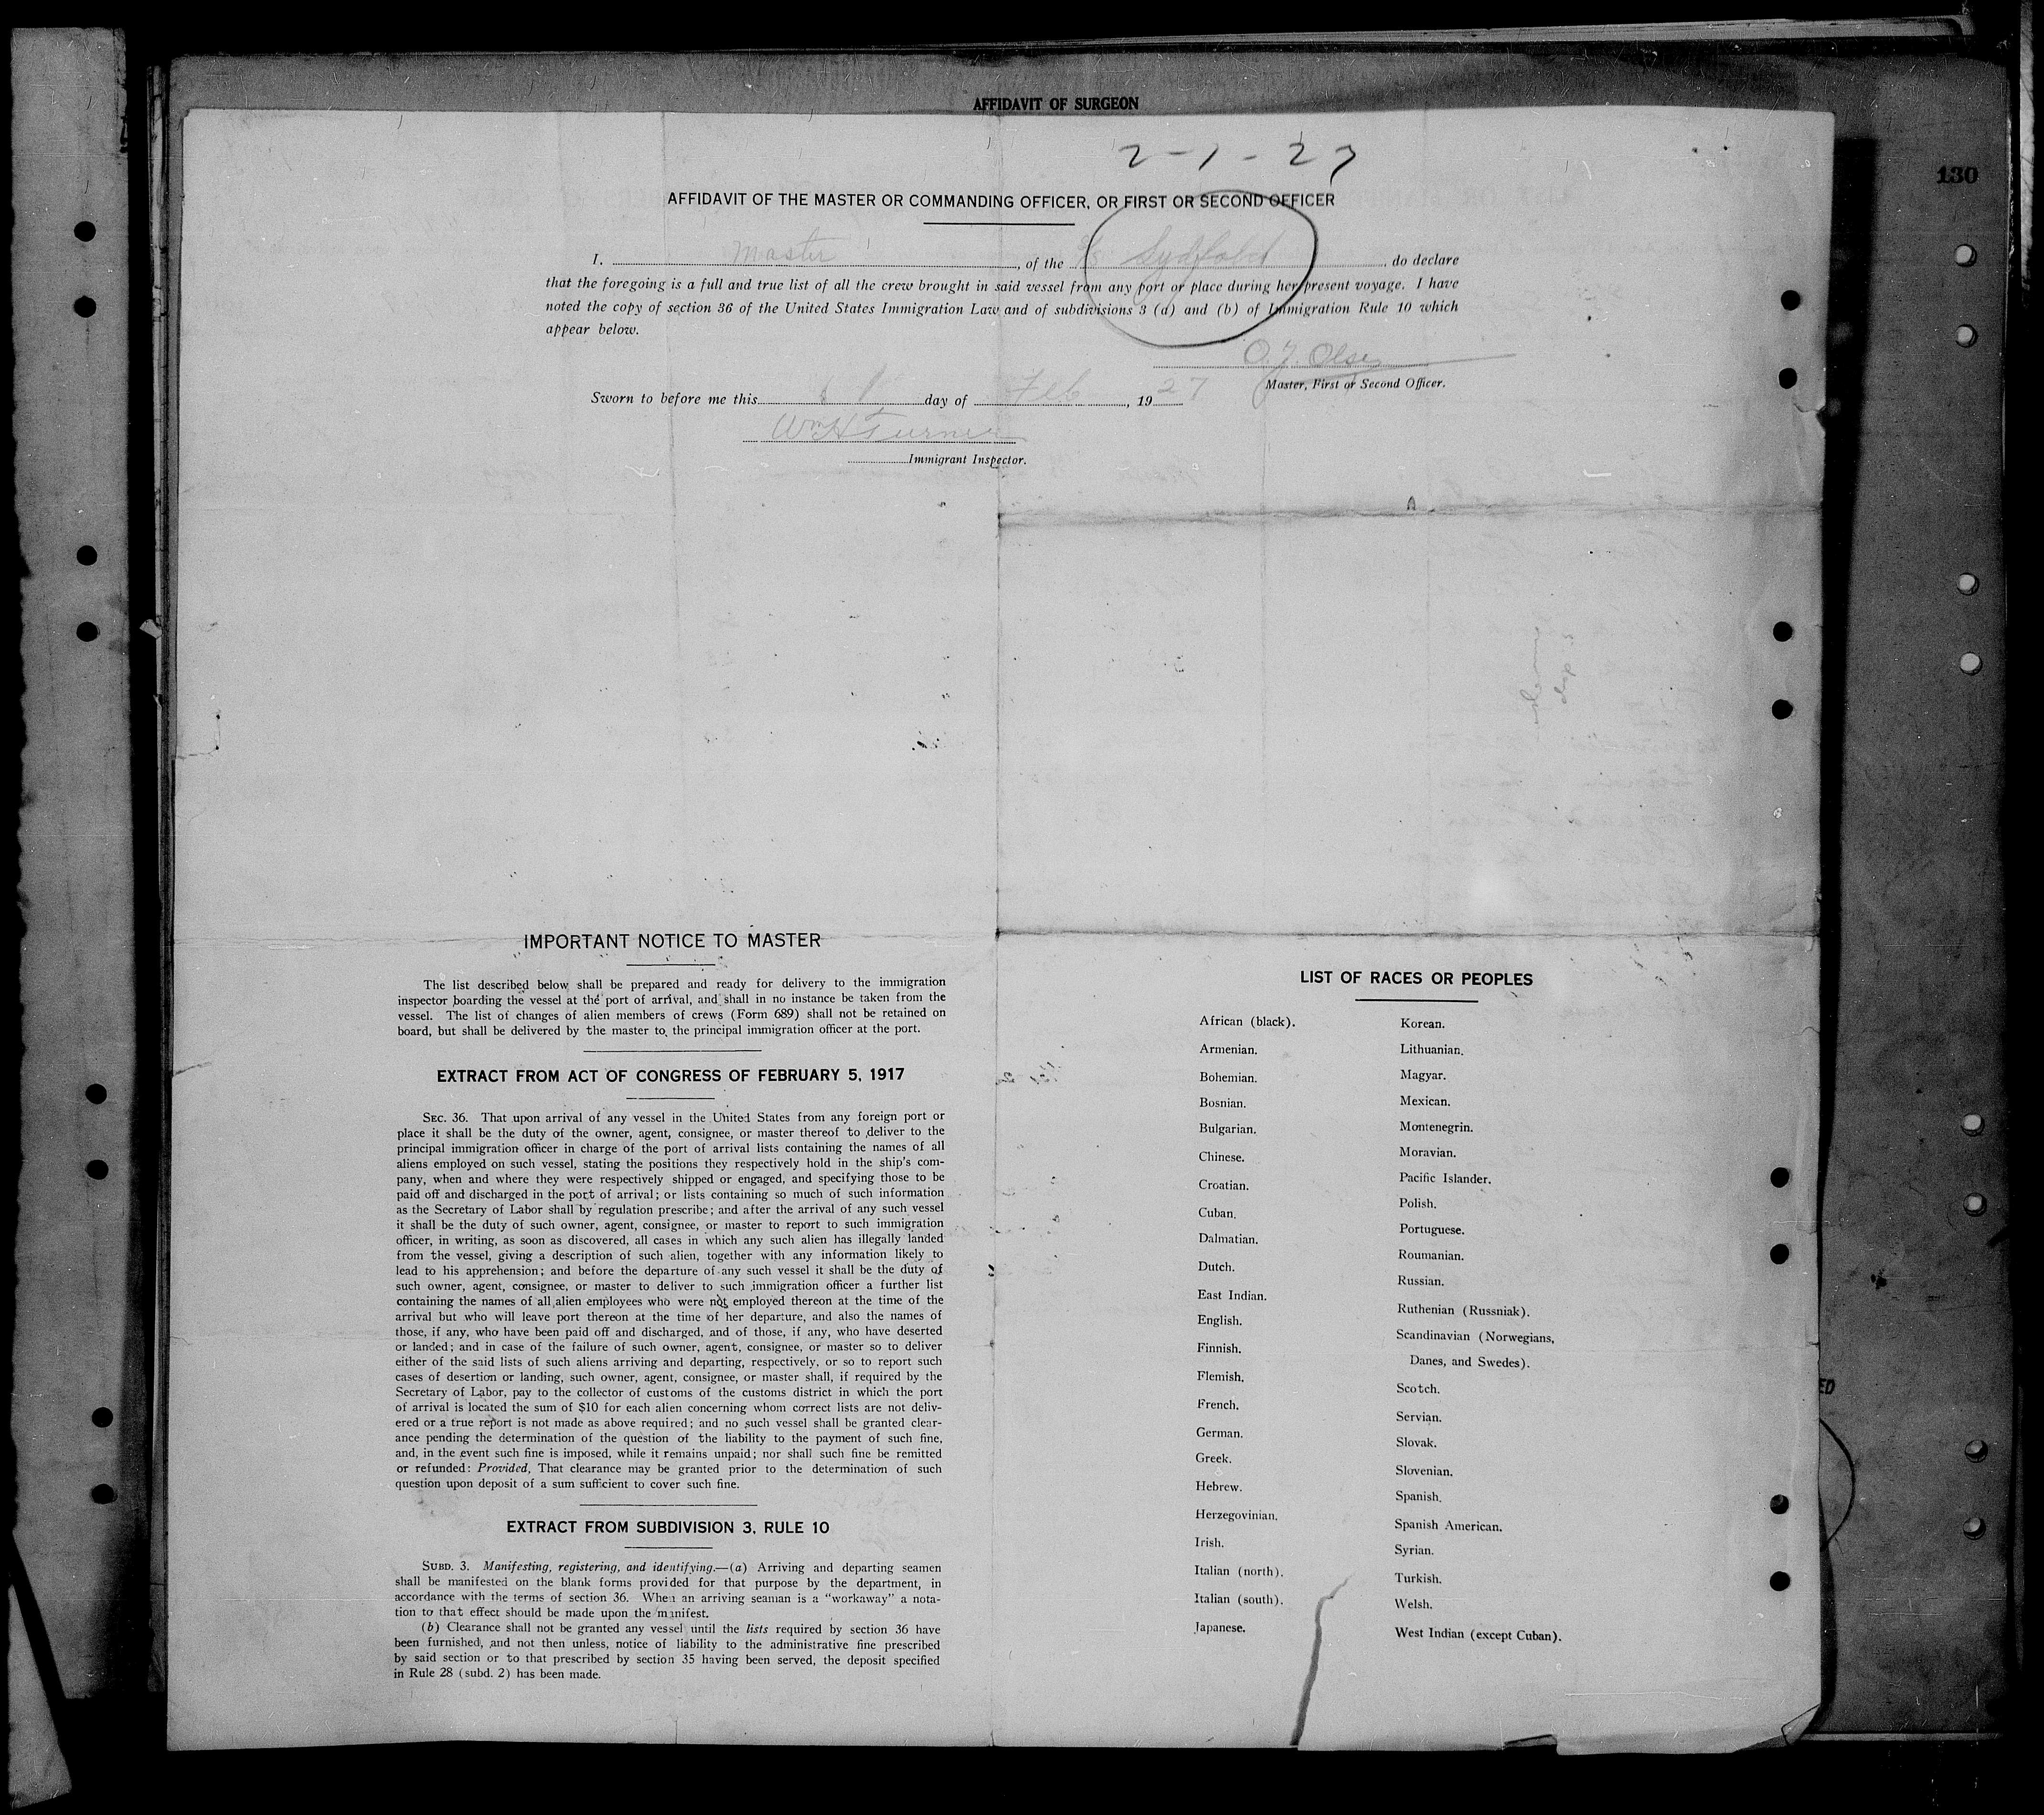 AFFIDAVIT OF SURGEON
2-1-27
130
AFFIDAVIT OF THE MASTER OR COMMANDING OFFICER, OR FIRST OR SECOND OFFICER
I, Master, of the Sydfold, do declare
that the foregoing is a full and true list of all the crew brought in said vessel from any port or place during her present voyage. I have
noted the copy of section 36 of the United States Immigration Law and of subdivisions 3 (a) and (b) of Immigration Rule 10 which
appear below.
O. J. Olsen
Master, First or Second Officer.
Sworn to before me this 1 day of Feb, 1927
Wm H Turner
Immigrant Inspector.
IMPORTANT NOTICE TO MASTER
The list described below shall be prepared and ready for delivery to the immigration
inspector boarding the vessel at the port of arrival, and shall in no instance be taken from the
vessel. The list of changes of alien members of crews (Form 689) shall not be retained on
board, but shall be delivered by the master to the principal immigration officer at the port.
EXTRACT FROM ACT OF CONGRESS OF FEBRUARY 5, 1917
SEC. 36. That upon arrival of any vessel in the United States from any foreign port or
place it shall be the duty of the owner, agent, consignee, or master thereof to deliver to the
principal immigration officer in charge of the port of arrival lists containing the names of all
aliens employed on such vessel, stating the positions they respectively hold in the ship's com-
pany, when and where they were respectively shipped or engaged, and specifying those to be
paid off and discharged in the port of arrival; or lists containing so much of such information
as the Secretary of Labor shall by regulation prescribe; and after the arrival of any such vessel
it shall be the duty of such owner, agent, consignee, or master to report to such immigration
officer, in writing, as soon as discovered, all cases in which any such alien has illegally landed
from the vessel, giving a description of such alien, together with any information likely to
lead to his apprehension; and before the departure of any such vessel it shall be the duty of
such owner, agent, consignee, or master to deliver to such immigration officer a further list
containing the names of all alien employees who were not employed thereon at the time of the
arrival but who will leave port thereon at the time of her departure, and also the names of
those, if any, who have been paid off and discharged, and of those, if any, who have deserted
or landed; and in case of the failure of such owner, agent, consignee, or master so to deliver
either of the said lists of such aliens arriving and departing, respectively, or so to report such
cases of desertion or landing, such owner, agent, consignee, or master shall, if required by the
Secretary of Labor, pay to the collector of customs of the customs district in which the port
of arrival is located the sum of $10 for each alien concerning whom correct lists are not deliv-
ered or a true report is not made as above required; and no such vessel shall be granted clear-
ance pending the determination of the question of the liability to the payment of such fine,
and, in the event such fine is imposed, while it remains unpaid; nor shall such fine be remitted
or refunded: Provided, That clearance may be granted prior to the determination of such
question upon deposit of a sum sufficient to cover such fine.
EXTRACT FROM SUBDIVISION 3, RULE 10
SUBD. 3. Manifesting, registering, and identifying.—(a) Arriving and departing seamen
shall be manifested on the blank forms provided for that purpose by the department, in
accordance with the terms of section 36. When an arriving seaman is a "workaway" a nota-
tion to that effect should be made upon the manifest.
(b) Clearance shall not be granted any vessel until the lists required by section 36 have
been furnished, and not then unless, notice of liability to the administrative fine prescribed
by said section or to that prescribed by section 35 having been served, the deposit specified
in Rule 28 (subd. 2) has been made.
LIST OF RACES OR PEOPLES
African (black).
Armenian.
Bohemian.
Bosnian.
Bulgarian.
Chinese.
Croatian.
Cuban.
Dalmatian.
Dutch.
East Indian.
English.
Finnish.
Flemish.
French.
German.
Greek.
Hebrew.
Herzegovinian.
Irish.
Italian (north).
Italian (south).
Japanese.
Korean.
Lithuanian.
Magyar.
Mexican.
Montenegrin.
Moravian.
Pacific Islander.
Polish.
Portuguese.
Roumanian.
Russian.
Ruthenian (Russniak).
Scandinavian (Norwegians,
Danes, and Swedes).
Scotch.
Servian.
Slovak.
Slovenian.
Spanish.
Spanish American.
Syrian.
Turkish.
Welsh.
West Indian (except Cuban).